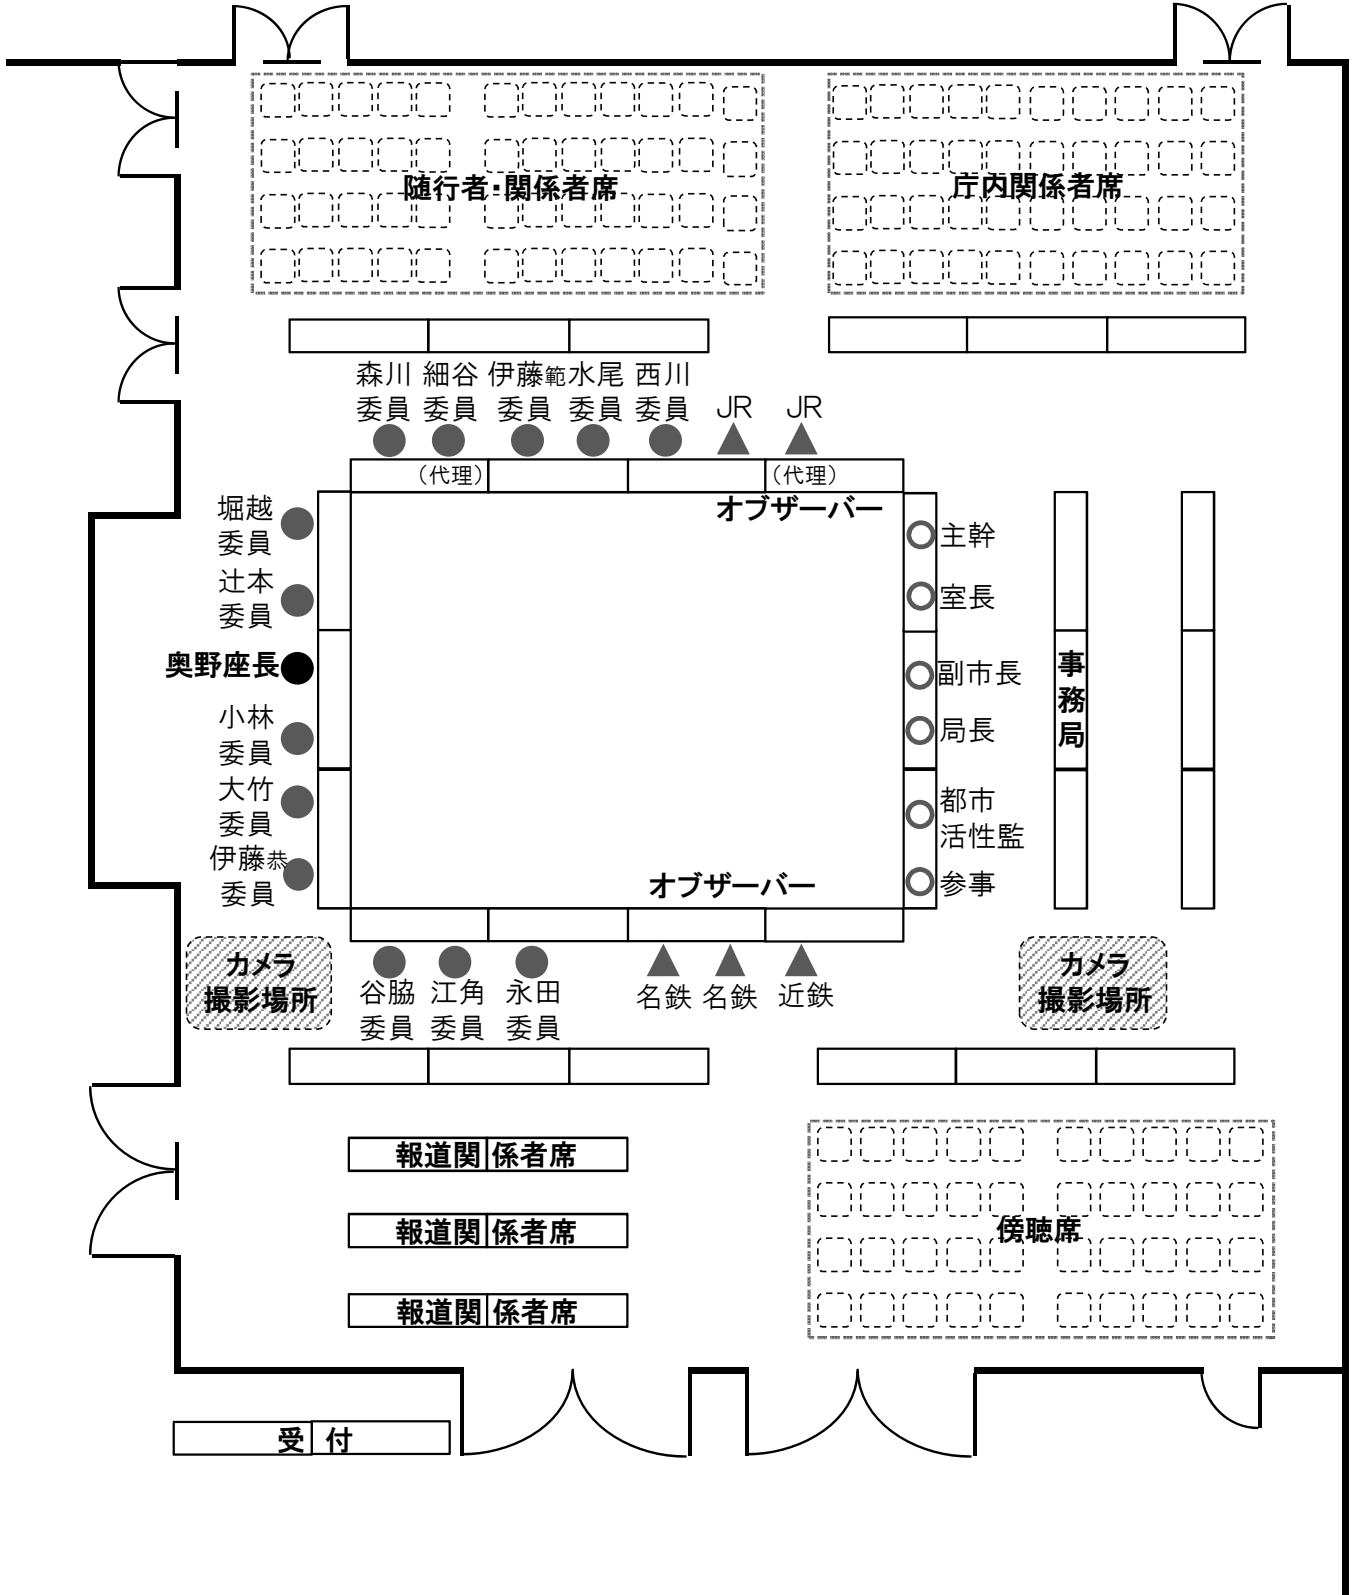 随行者・関係者席
庁内関係者席
森川
委員
細谷
委員
伊藤範
委員
水尾
委員
西川
委員
JR
JR
（代理）
（代理）
オブザーバー
堀越
委員
辻本
委員
奥野座長
小林
委員
大竹
委員
伊藤恭
委員
主幹
室長
副市長
局長
都市
活性監
参事
事務局
オブザーバー
カメラ
撮影場所
カメラ
撮影場所
谷脇
委員
江角
委員
永田
委員
名鉄
名鉄
近鉄
報道関係者席
報道関係者席
報道関係者席
傍聴席
受付